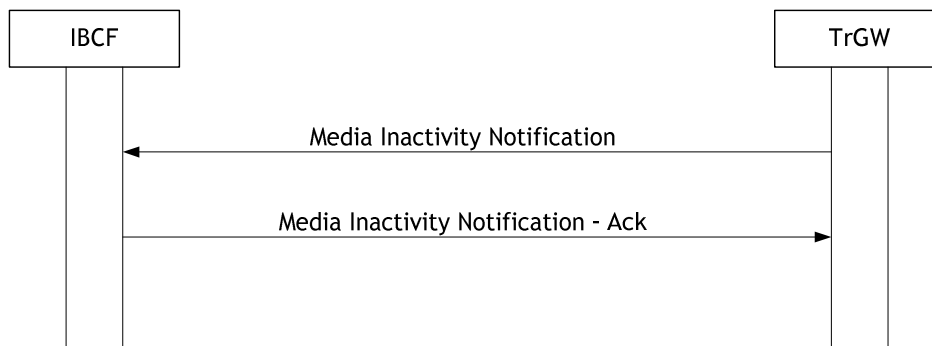 IBCF
TrGW
Media Inactivity Notification
Media Inactivity Notification - Ack